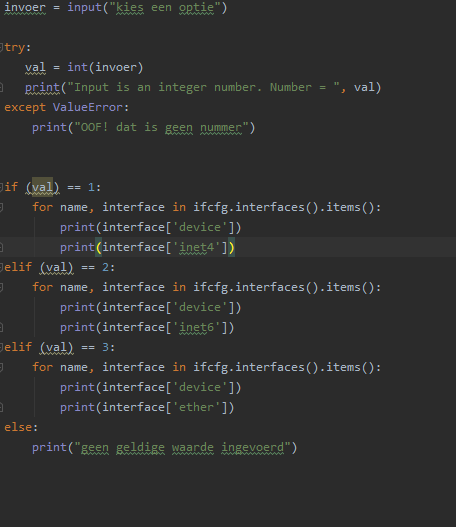 invoer = input("kies een optie")
try:
    val = int(invoer)
    print("Input is an integer number. Number = ", val)
except ValueError:
    print("OOF! dat is geen nummer")
if (val) == 1:
    for name, interface in ifcfg.interfaces().items():
        print(interface['device'])
        print(interface['inet4'])
elif (val) == 2:
    for name, interface in ifcfg.interfaces().items():
        print(interface['device'])
        print(interface['inet6'])
elif (val) == 3:
    for name, interface in ifcfg.interfaces().items():
        print(interface['device'])
        print(interface['ether'])
else:
    print("geen geldige waarde ingevoerd")